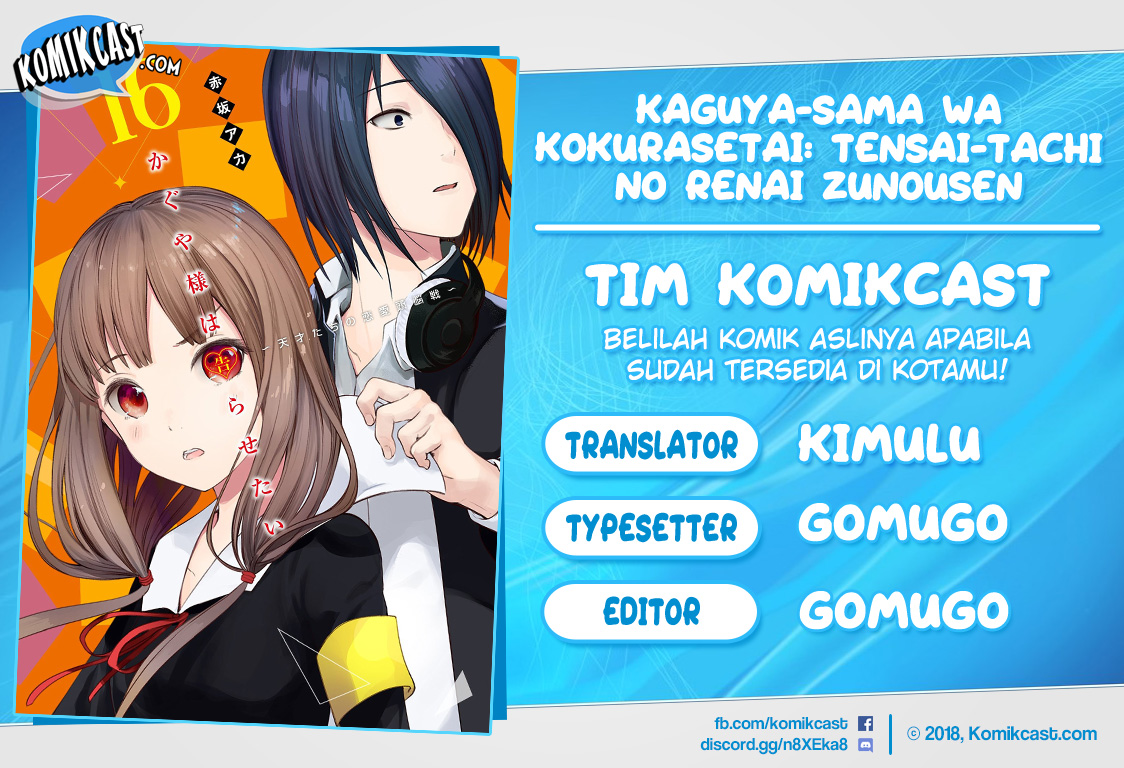 KOMIKCAST
.COM
16
赤坂アカ
かぐや様は
告
らせたい
~天才たちの恋愛頭脳戦~
KAGUYA-SAMA WA
KOKURASETAI: TENSAI-TACHI
NO RENAI ZUNOUSEN
TIM KOMIKCAST
BELILAH KOMIK ASLINYA APABILA
SUDAH TERSEDIA DI KOTAMU!
TRANSLATOR KIMULU
TYPESETTER GOMUGO
EDITOR GOMUGO
fb.com/komikcast
discord.gg/n8XEka8
© 2018, Komikcast.com